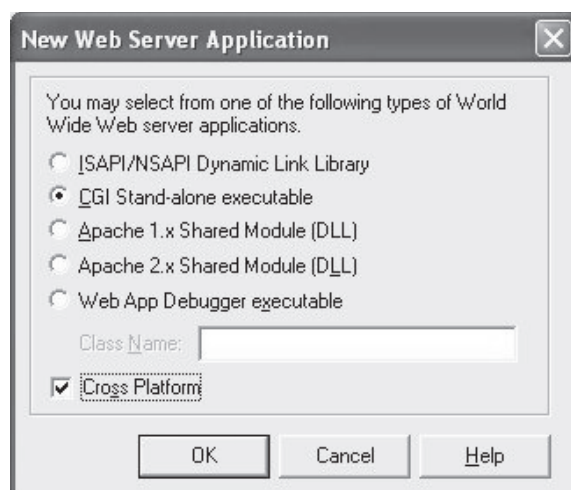 New Web Server Application
You may select from one of the following types of World
Wide Web server applications.
ISAPI/NSAPI Dynamic Link Library
CGI Stand-alone executable
Apache 1.x Shared Module (DLL)
Apache 2.x Shared Module (DLL)
Web App Debugger executable
Class Name:
Cross Platform
OK
Cancel
Help